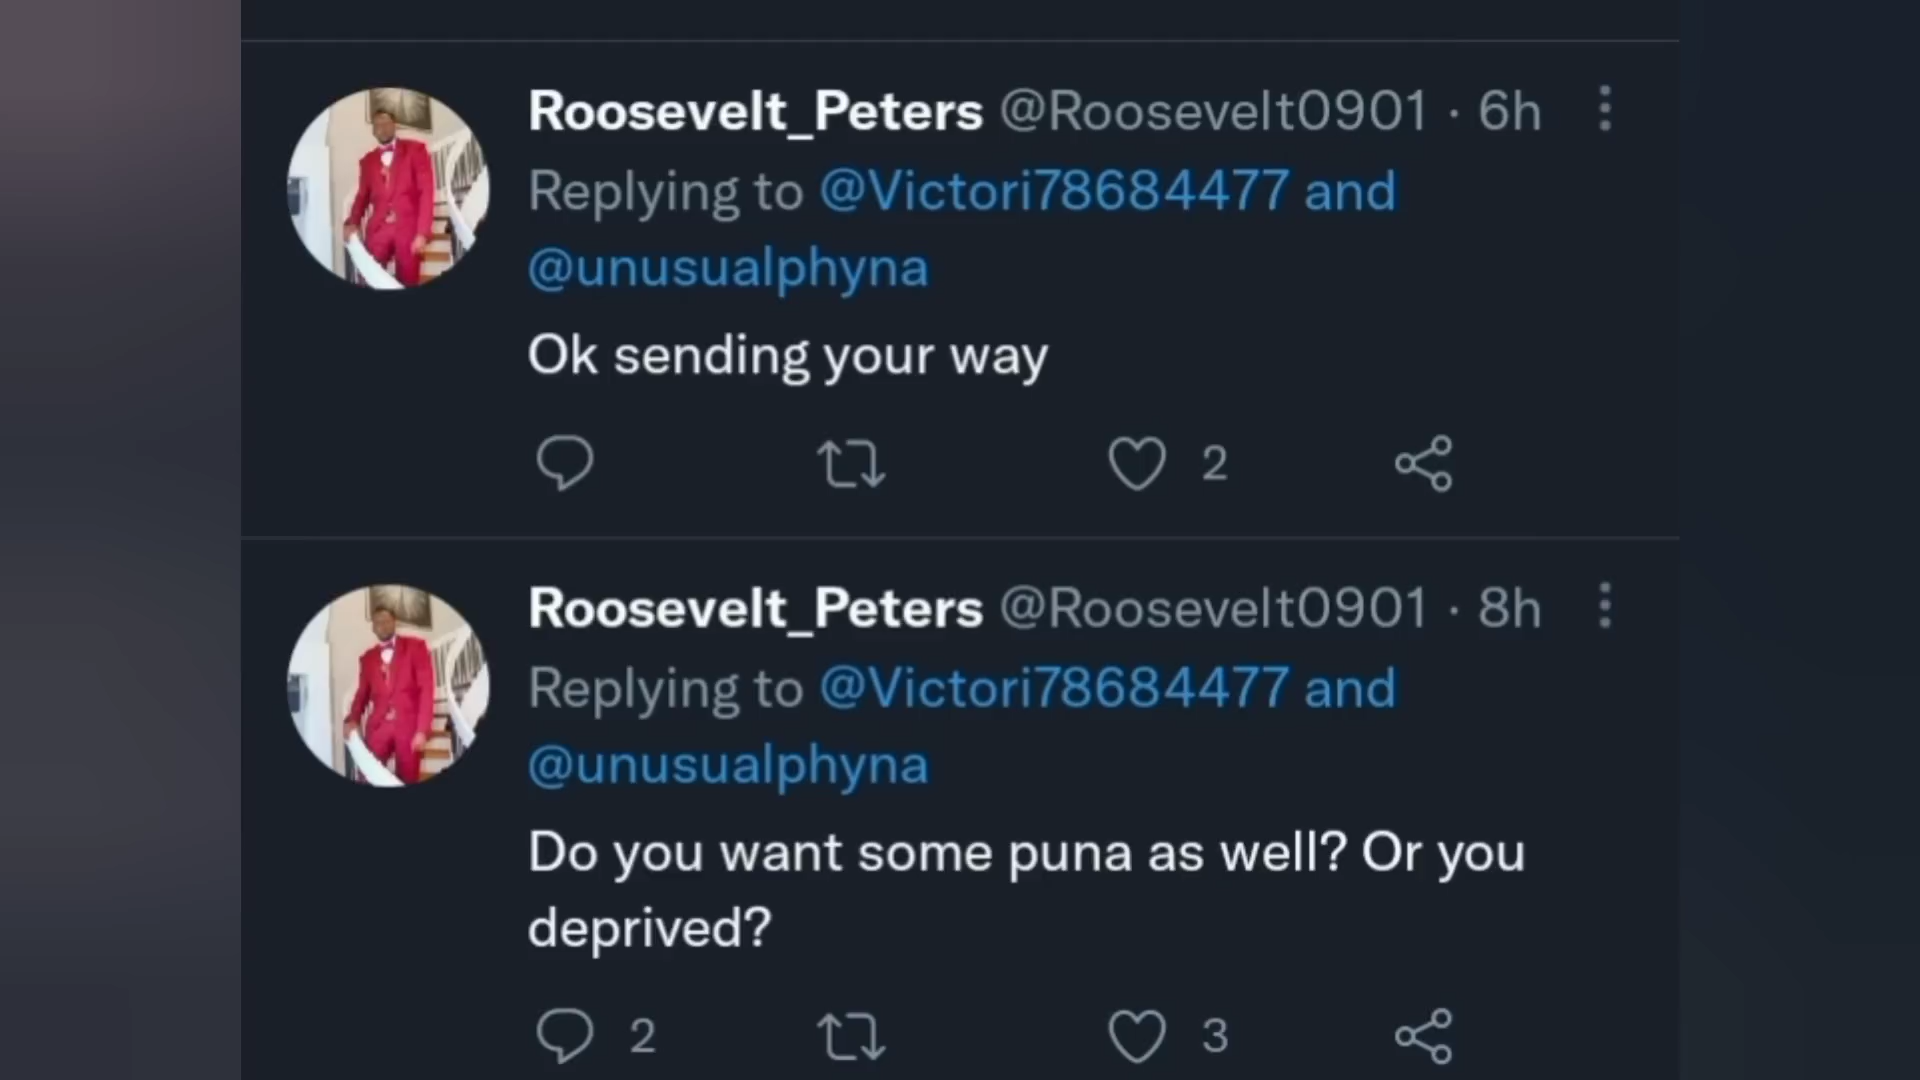 Roosevelt_Peters @Roosevelt0901 · 6h
Replying to @Victori78684477 and
@unusualphyna
Ok sending your way
2
Roosevelt_Peters @Roosevelt0901 · 8h
Replying to @Victori78684477 and
@unusualphyna
Do you want some puna as well? Or you
deprived?
2 3